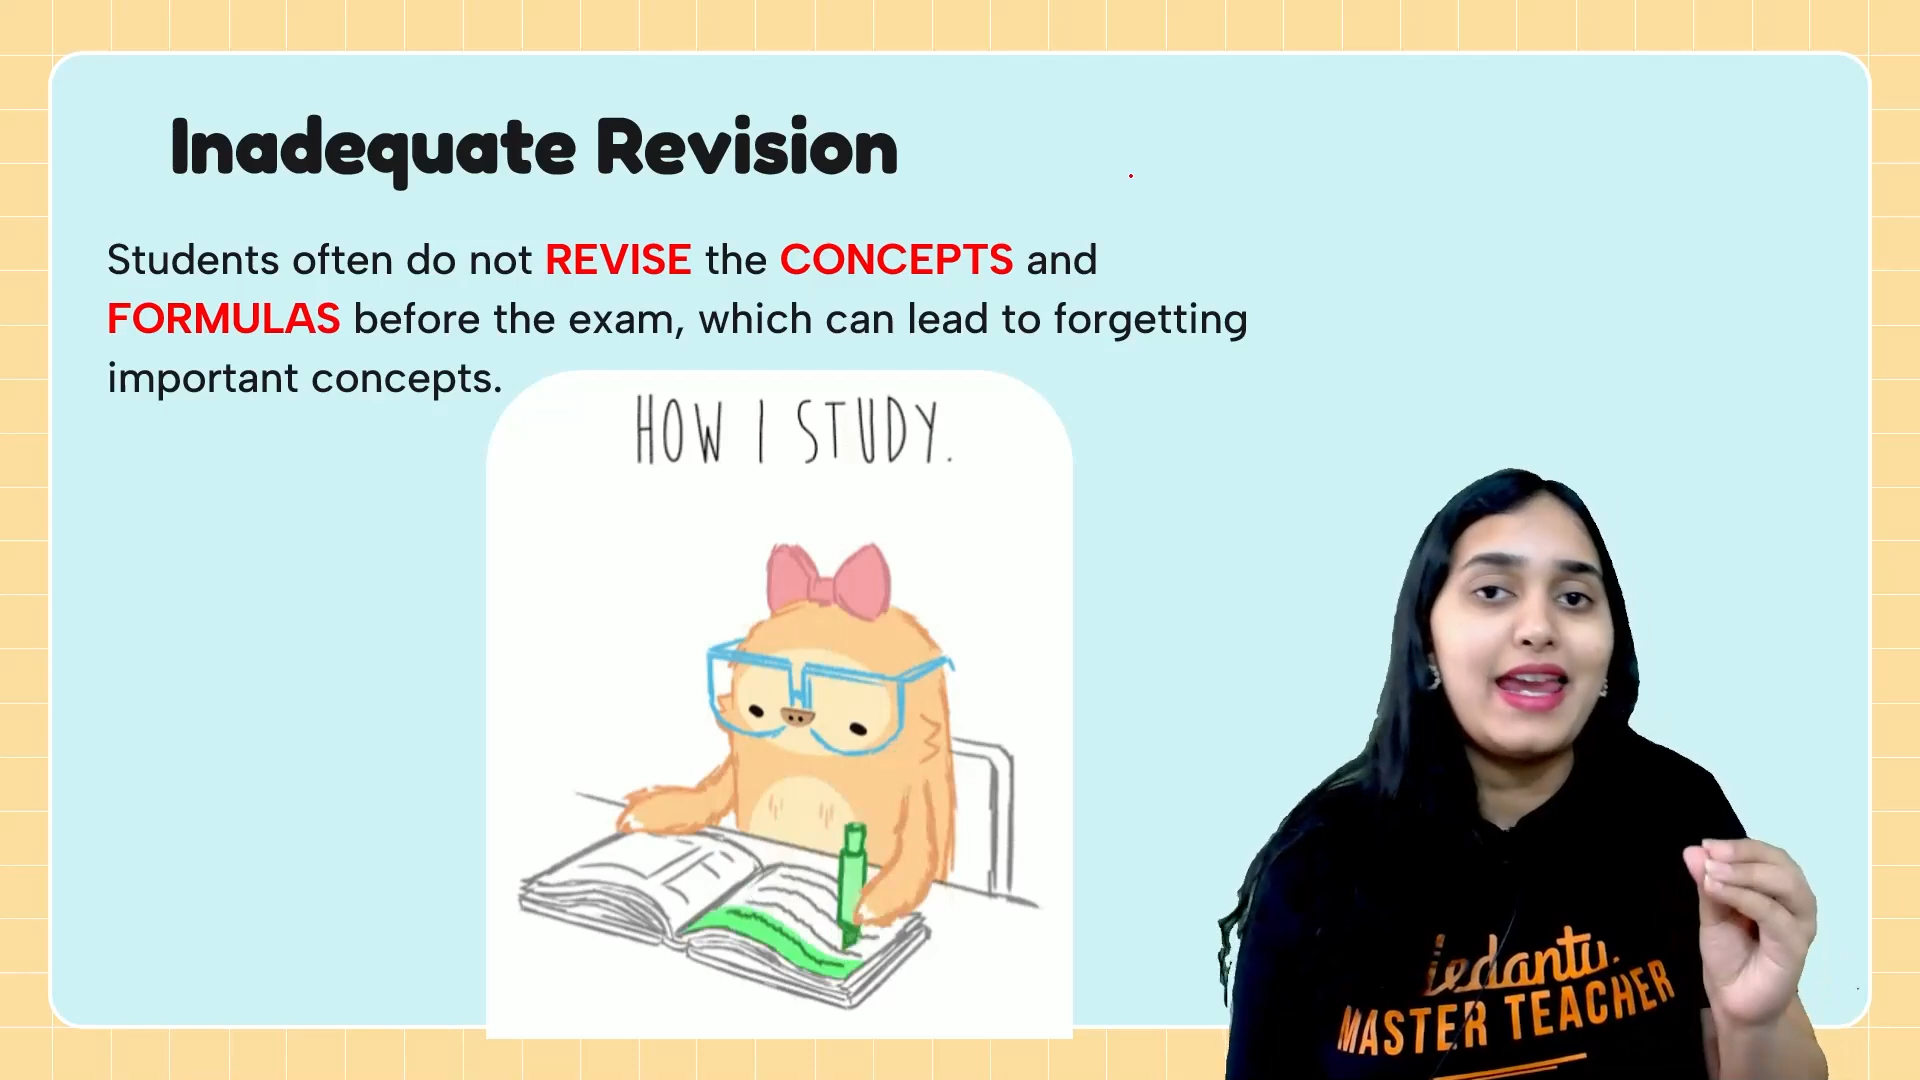 Inadequate Revision
Students often do not REVISE the CONCEPTS and
FORMULAS before the exam, which can lead to forgetting
important concepts.
HOW I STUDY.
iedantu.
MASTER TEACHER